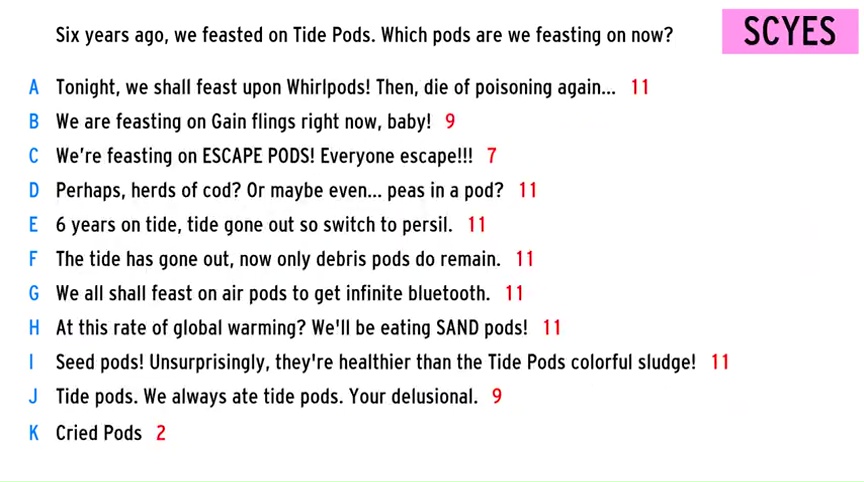 Six years ago, we feasted on Tide Pods. Which pods are we feasting on now?
SCYES
A Tonight, we shall feast upon Whirlpods! Then, die of poisoning again... 11
B We are feasting on Gain flings right now, baby! 9
C We're feasting on ESCAPE PODS! Everyone escape!!! 7
D Perhaps, herds of cod? Or maybe even... peas in a pod? 11
E 6 years on tide, tide gone out so switch to persil. 11
F The tide has gone out, now only debris pods do remain. 11
G We all shall feast on air pods to get infinite bluetooth. 11
H At this rate of global warming? We'll be eating SAND pods! 11
I Seed pods! Unsurprisingly, they're healthier than the Tide Pods colorful sludge! 11
J Tide pods. We always ate tide pods. Your delusional. 9
K Cried Pods 2